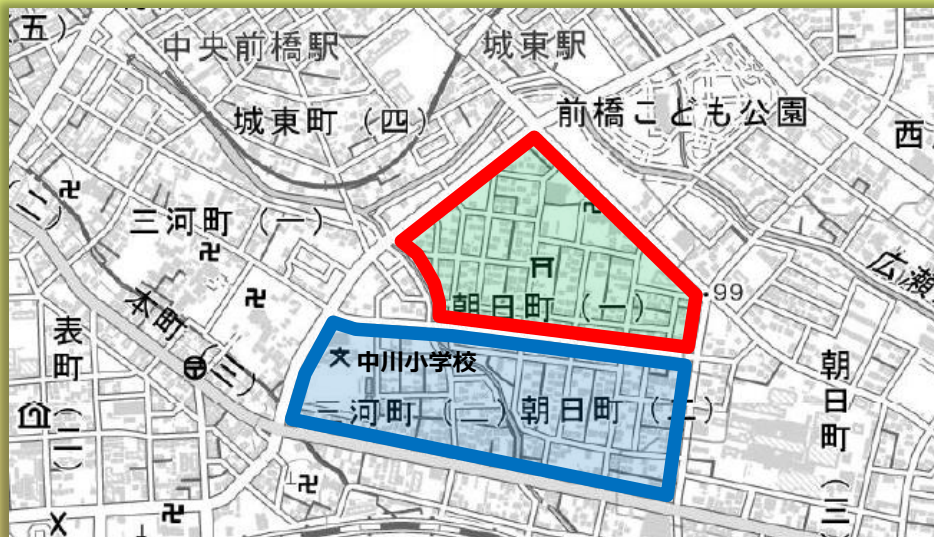 (五)
中央前橋駅
城東駅
城東町(四)
前橋こども公園
西
三河町(一)
(二)
広瀬
朝日町(一)
・99
本町(三)
表町(二)
文
中川小学校
三河町(二)
朝日町(二)
朝日町(三)